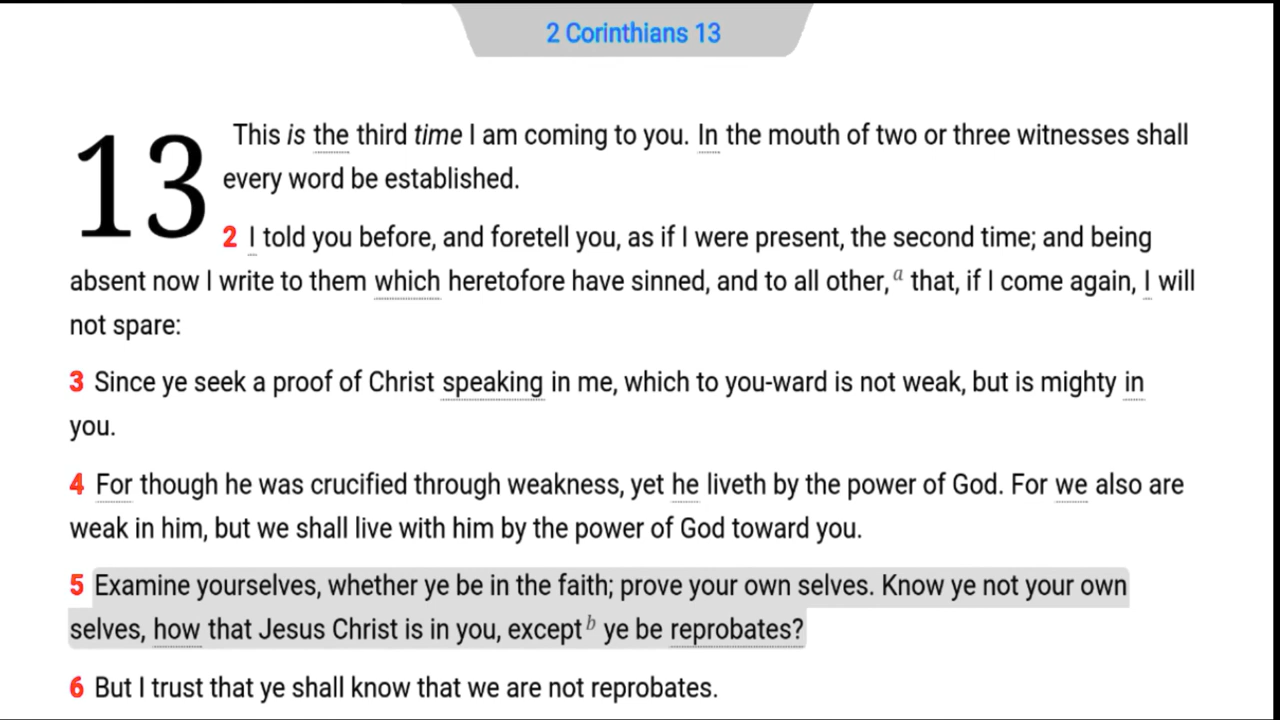 2 Corinthians 13
13 This is the third time I am coming to you. In the mouth of two or three witnesses shall
every word be established.
2 I told you before, and foretell you, as if I were present, the second time; and being
absent now I write to them which heretofore have sinned, and to all other, a that, if I come again, I will
not spare:
3 Since ye seek a proof of Christ speaking in me, which to you-ward is not weak, but is mighty in
you.
4 For though he was crucified through weakness, yet he liveth by the power of God. For we also are
weak in him, but we shall live with him by the power of God toward you.
5 Examine yourselves, whether ye be in the faith; prove your own selves. Know ye not your own
selves, how that Jesus Christ is in you, except b ye be reprobates?
6 But I trust that ye shall know that we are not reprobates.